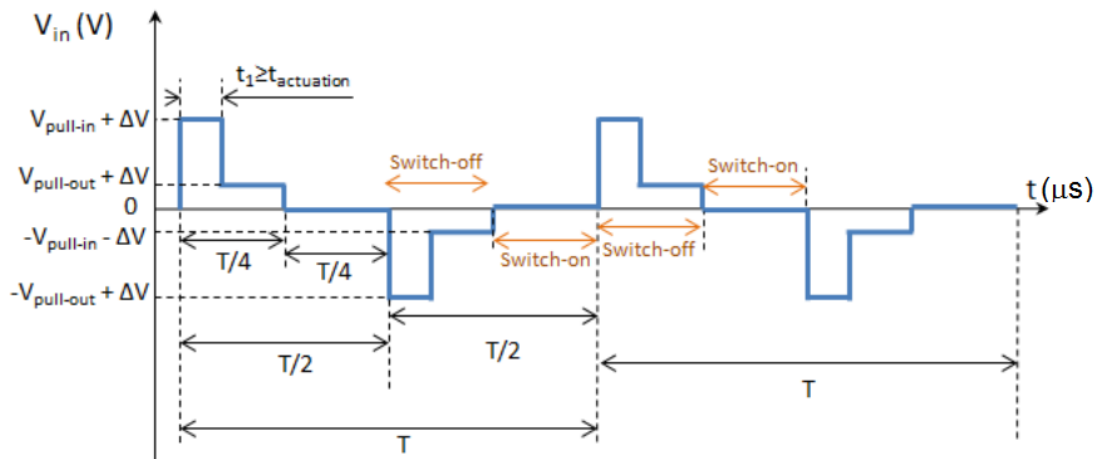 V_in (V)
t₁≥t_actuation
V_pull-in + ΔV
Switch-off
Switch-on
V_pull-out + ΔV
t (μs)
0
-V_pull-in - ΔV
T/4
T/4
Switch-on
Switch-off
-V_pull-out + ΔV
T/2
T/2
T
T